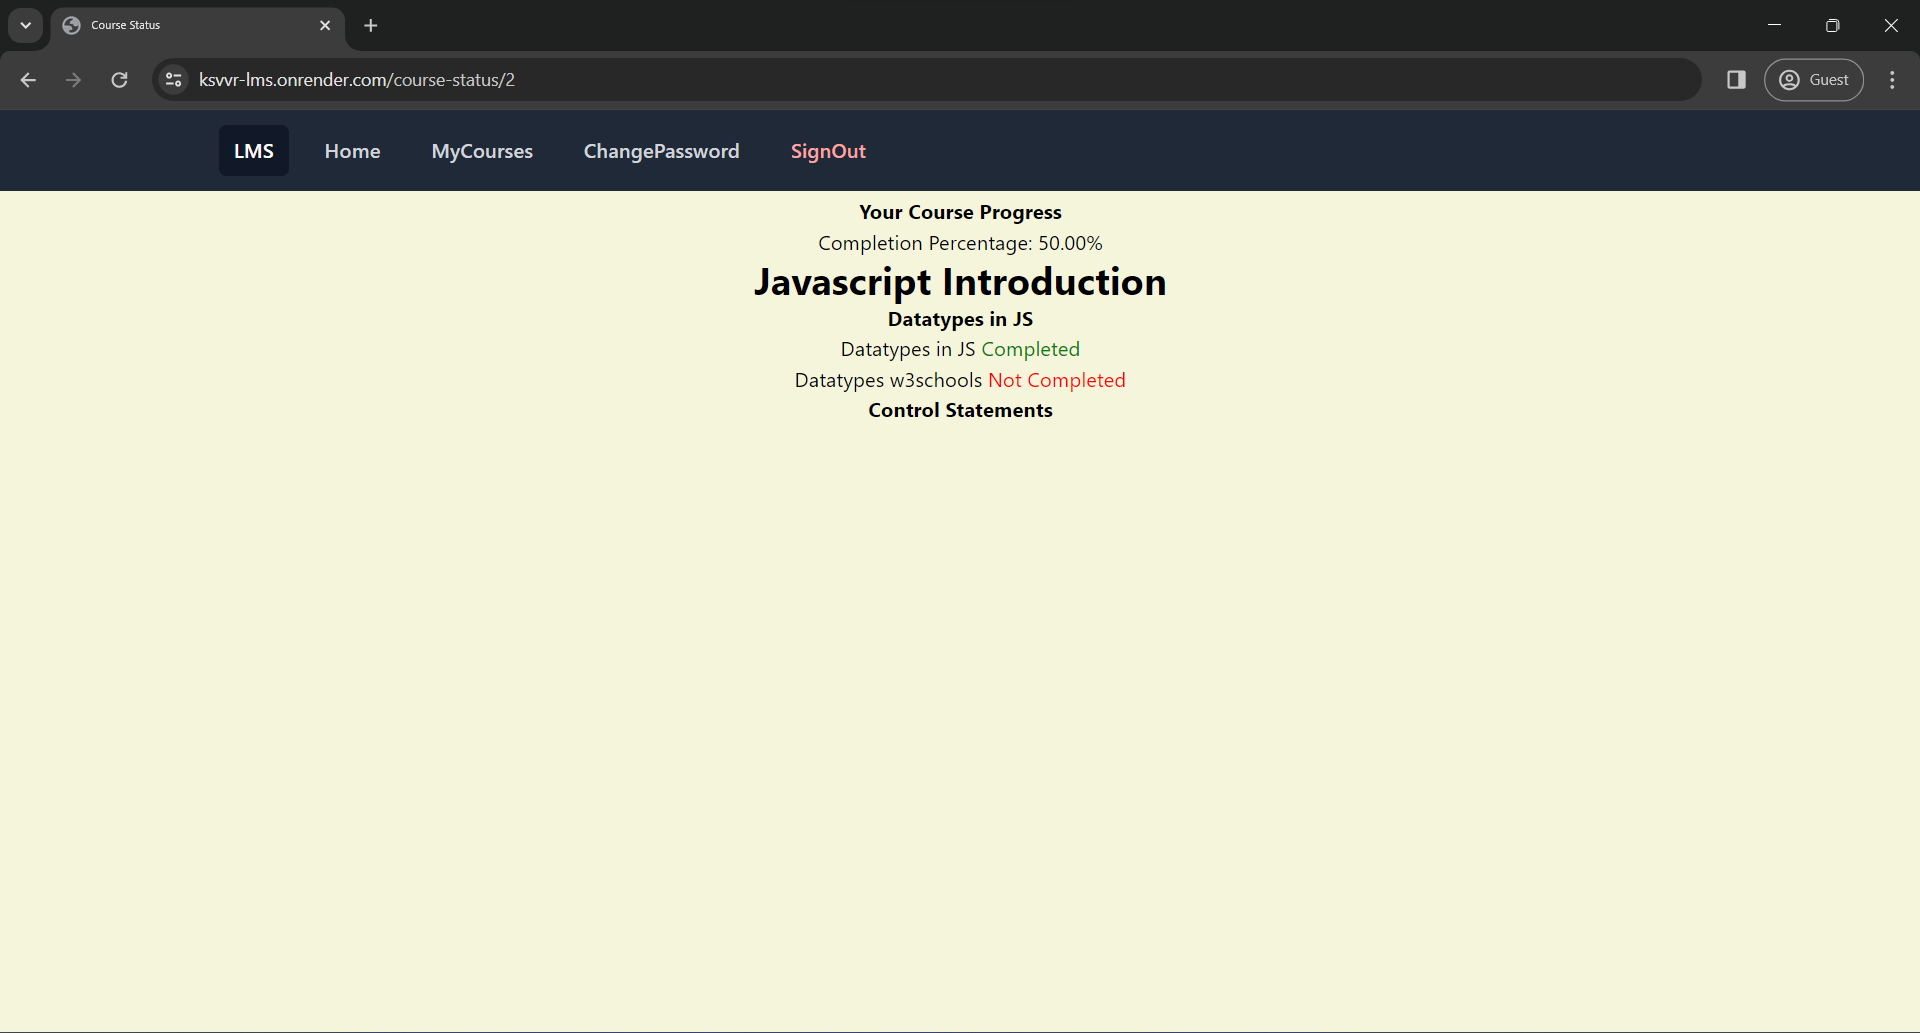 Course Status
ksvvr-lms.onrender.com/course-status/2
Guest
LMS Home MyCourses ChangePassword SignOut
Your Course Progress
Completion Percentage: 50.00%
Javascript Introduction
Datatypes in JS
Datatypes in JS Completed
Datatypes w3schools Not Completed
Control Statements